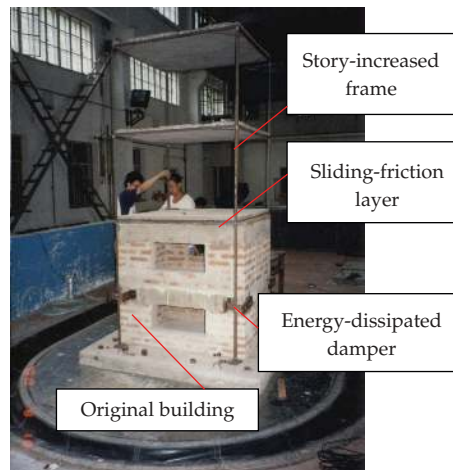 Story-increased
frame
Sliding-friction
layer
Energy-dissipated
damper
Original building